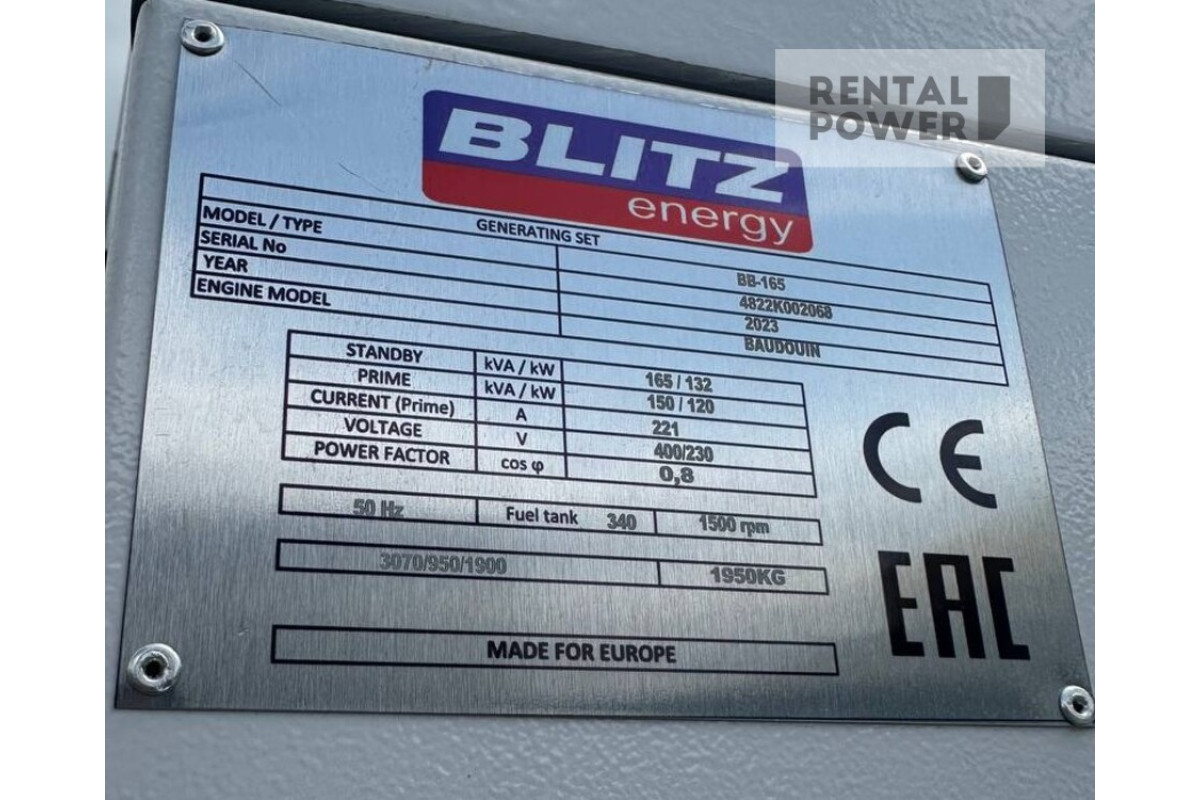 RENTAL
POWER
BLITZ
energy
GENERATING SET
MODEL / TYPE BB-165
SERIAL No 4822K002068
YEAR 2023
ENGINE MODEL BAUDOUIN
STANDBY kVA / kW 165 / 132
PRIME kVA / kW 150 / 120
CURRENT (Prime) A 221
VOLTAGE V 400/230
POWER FACTOR cos φ 0,8
50 Hz Fuel tank 340 1500 rpm
3070/950/1900 1950KG
MADE FOR EUROPE
CE
EAC